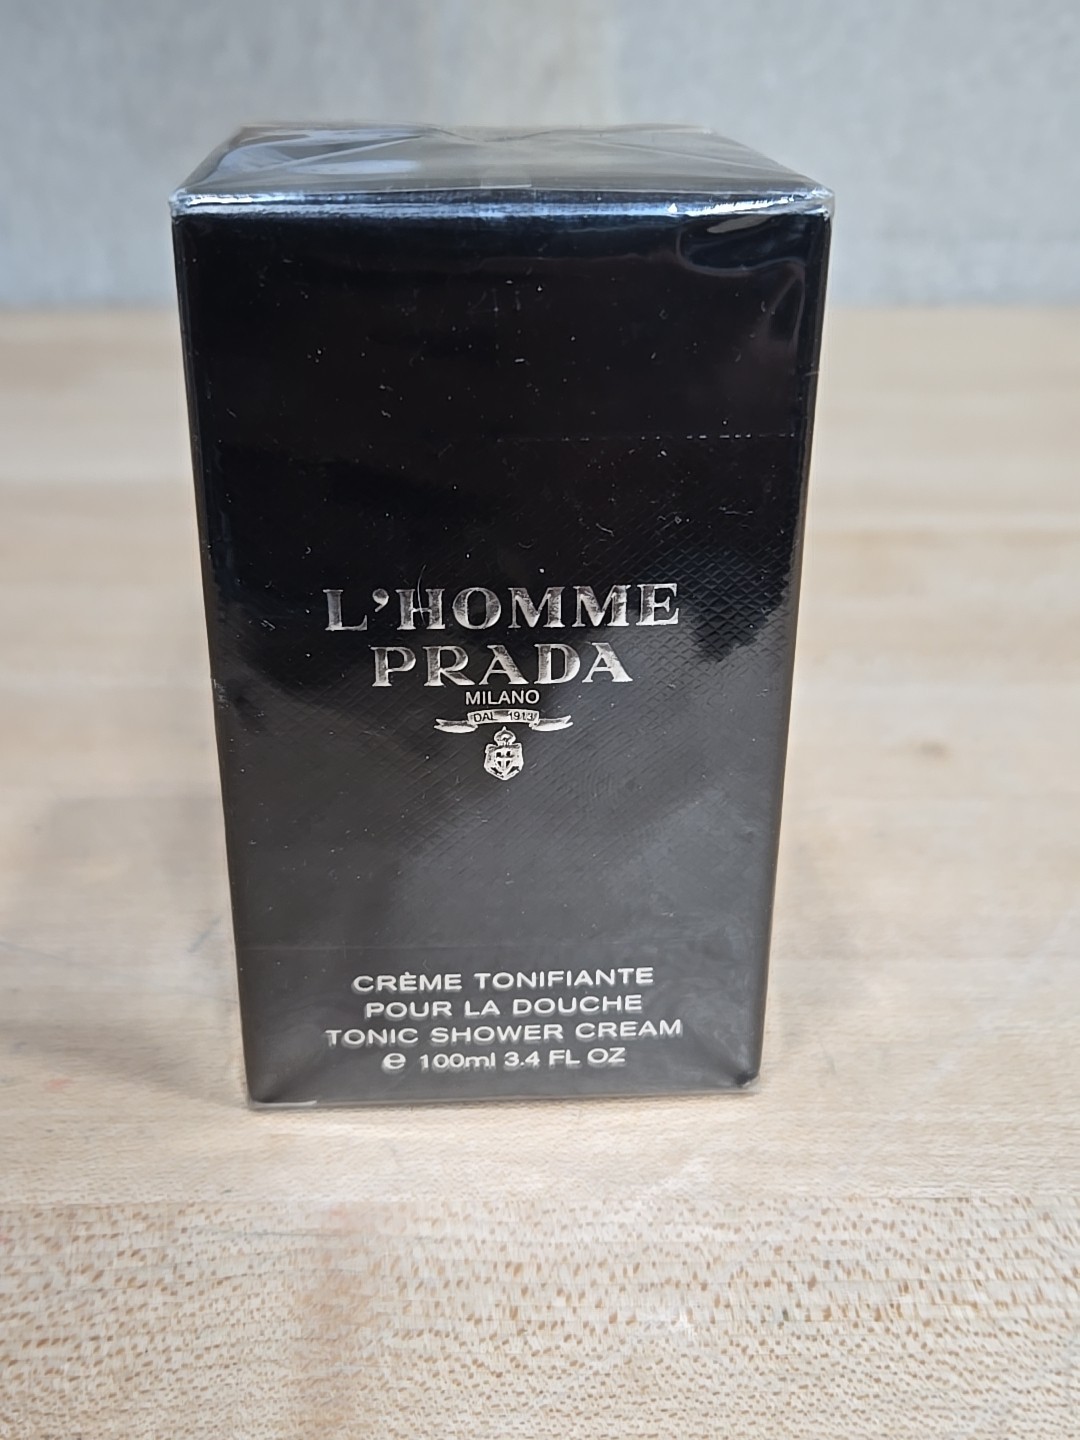 L'HOMME
PRADA
MILANO
DAL 1913
CRÈME TONIFIANTE
POUR LA DOUCHE
TONIC SHOWER CREAM
℮ 100ml 3.4 FL OZ